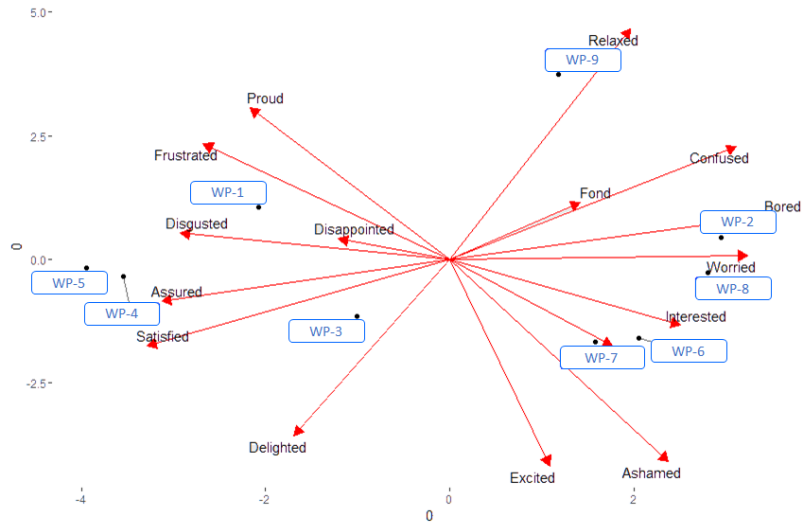 5.0
Relaxed
WP-9
Proud
2.5
Frustrated
Confused
WP-1
Fond
Bored
Disgusted
Disappointed
WP-2
0
0.0
Worried
WP-5
Assured
WP-8
WP-4
Interested
Satisfied
WP-3
WP-7
WP-6
-2.5
Delighted
Excited
Ashamed
-4
-2
0
2
0